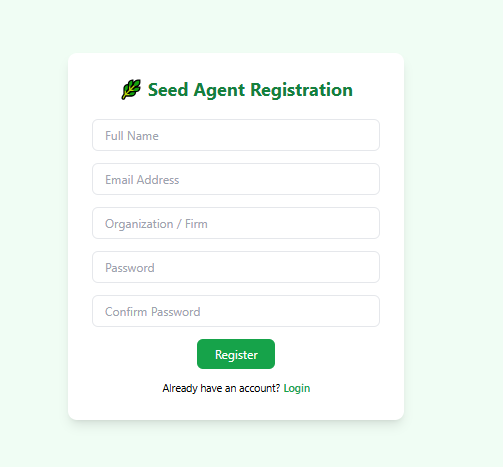 Seed Agent Registration
Full Name
Email Address
Organization / Firm
Password
Confirm Password
Register
Already have an account? Login